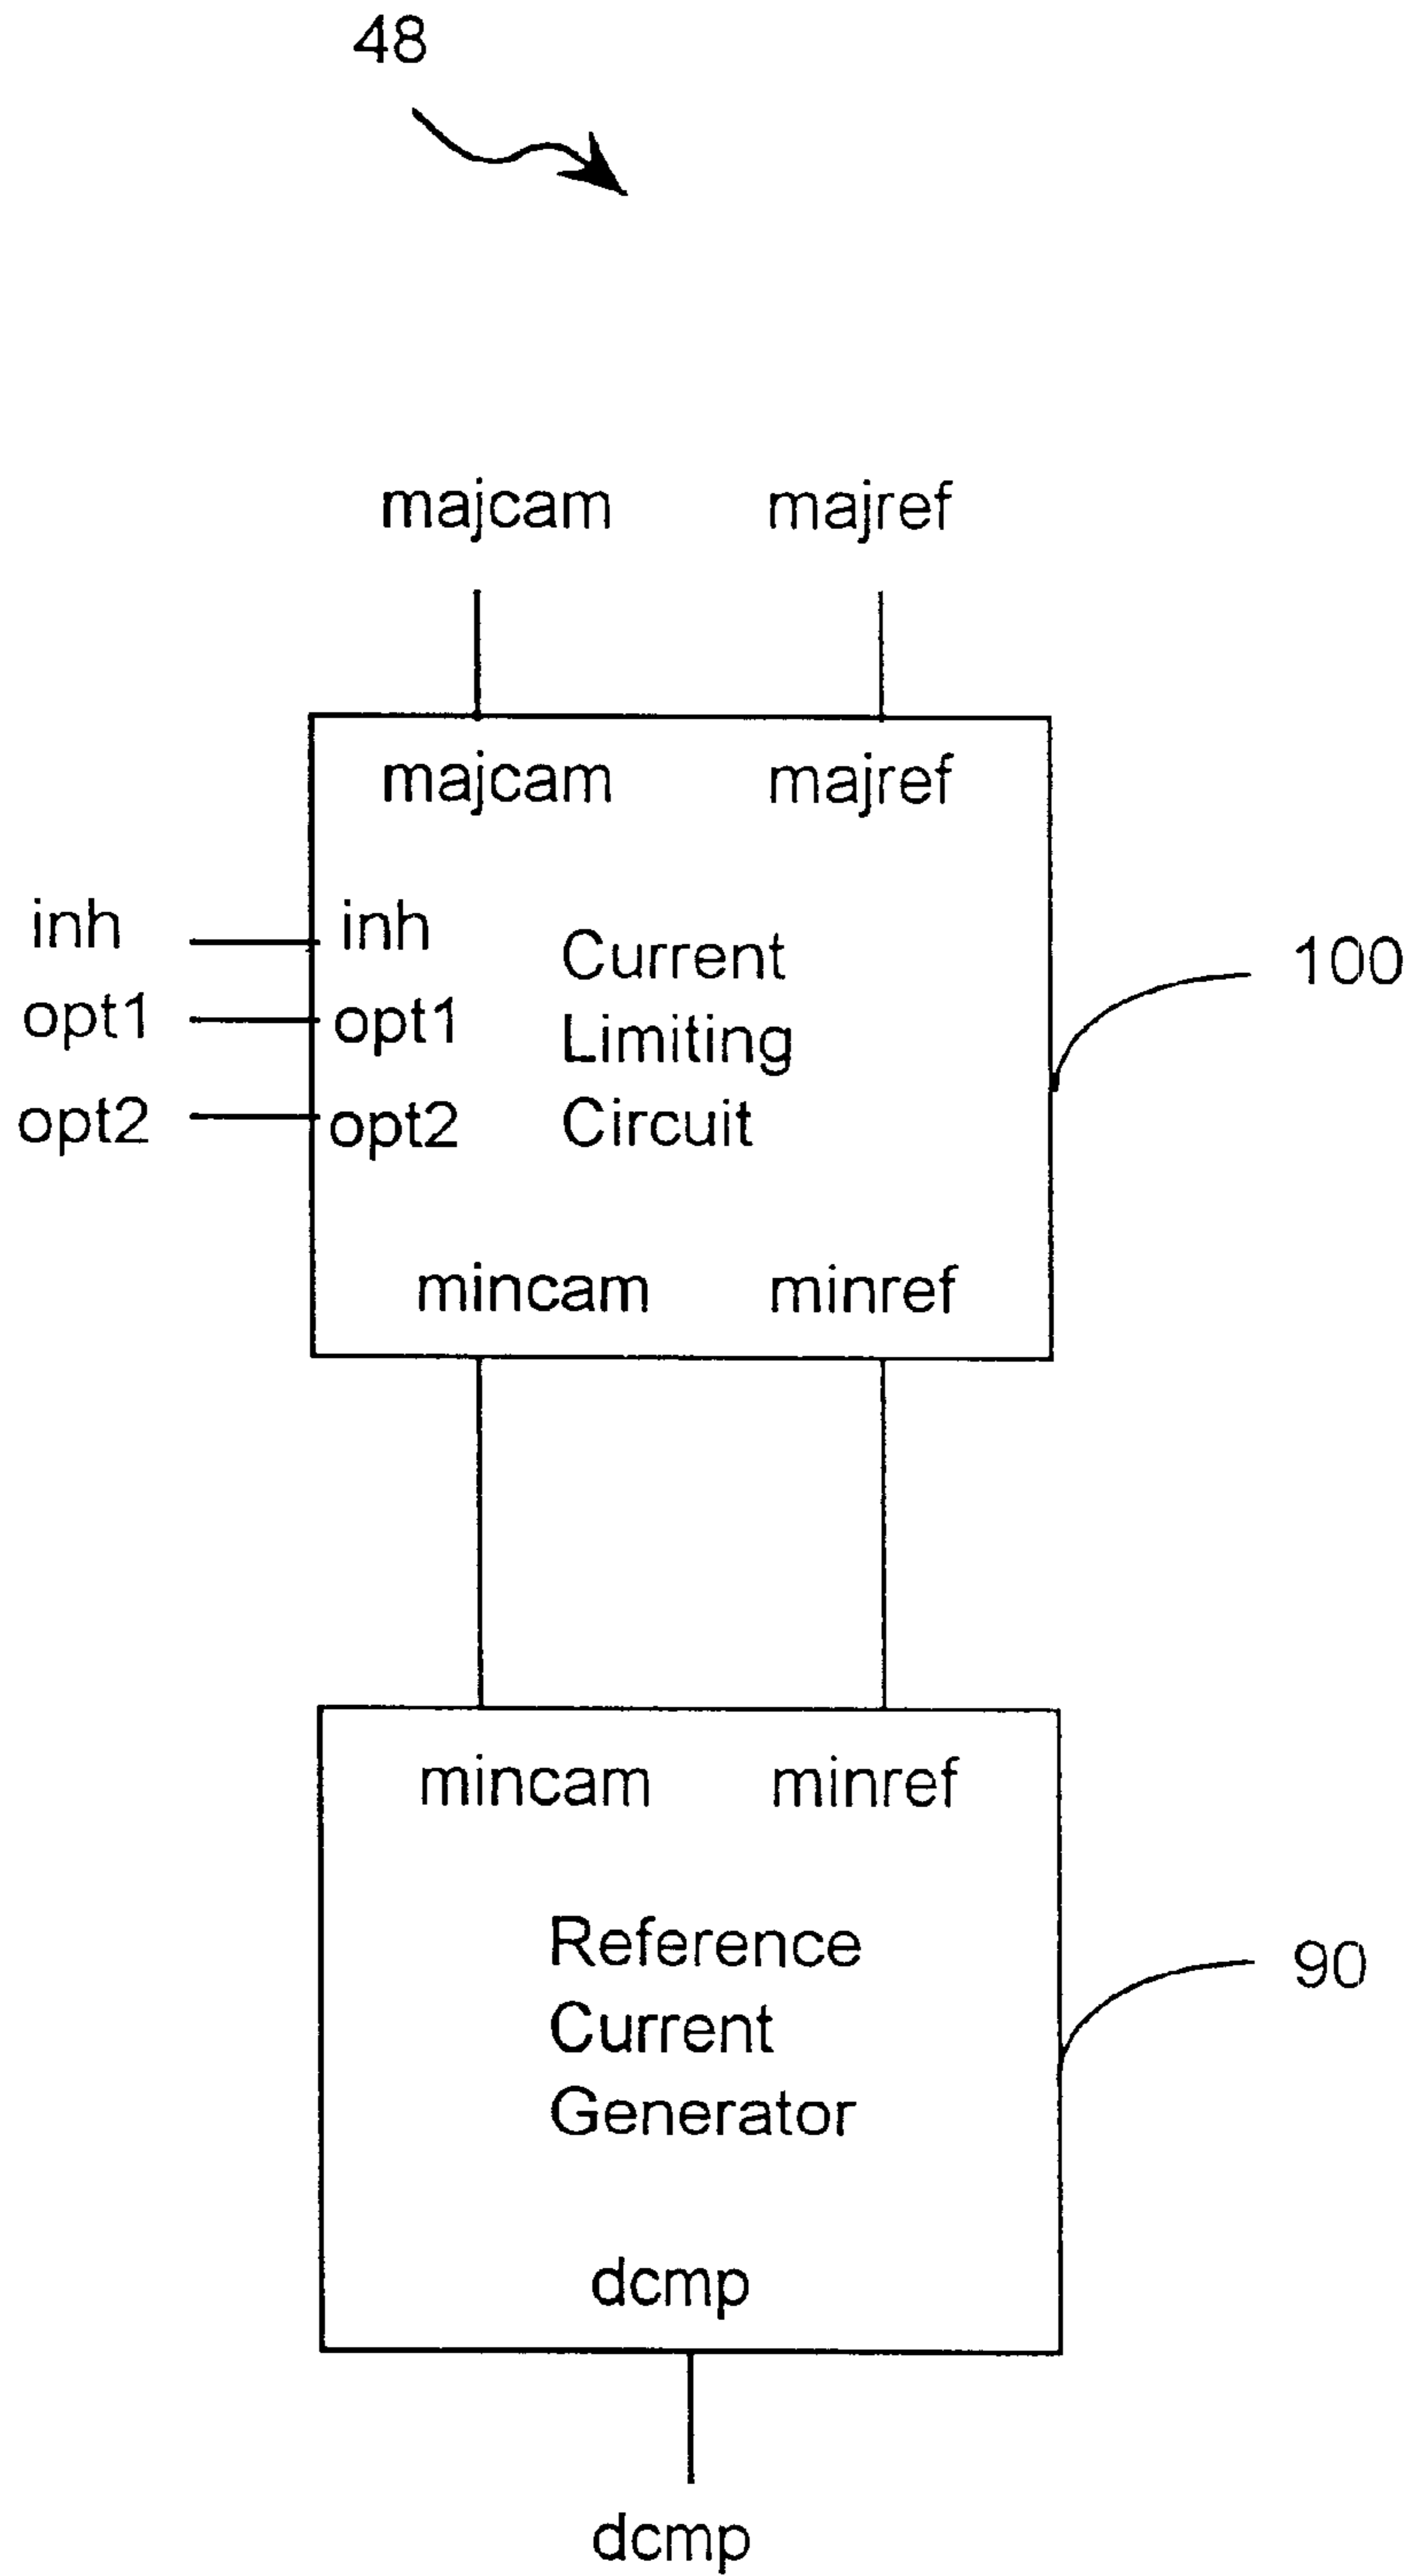 48
majcam majref
majcam majref
inh inh
Current
100
opt1 opt1
Limiting
opt2 opt2
Circuit
mincam minref
mincam minref
Reference
90
Current
Generator
dcmp
dcmp